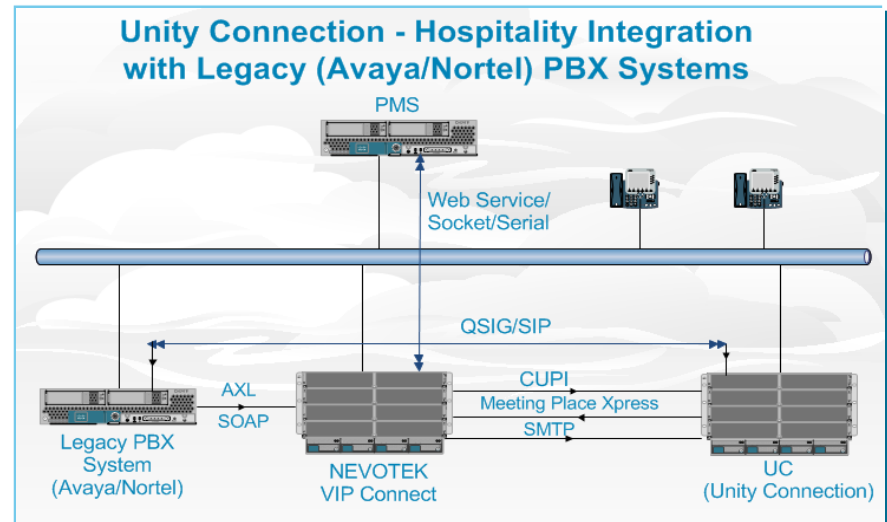 Unity Connection - Hospitality Integration
with Legacy (Avaya/Nortel) PBX Systems
PMS
Web Service/
Socket/Serial
QSIG/SIP
AXL
SOAP
CUPI
Meeting Place Xpress
SMTP
Legacy PBX
System
(Avaya/Nortel)
NEVOTEK
VIP Connect
UC
(Unity Connection)